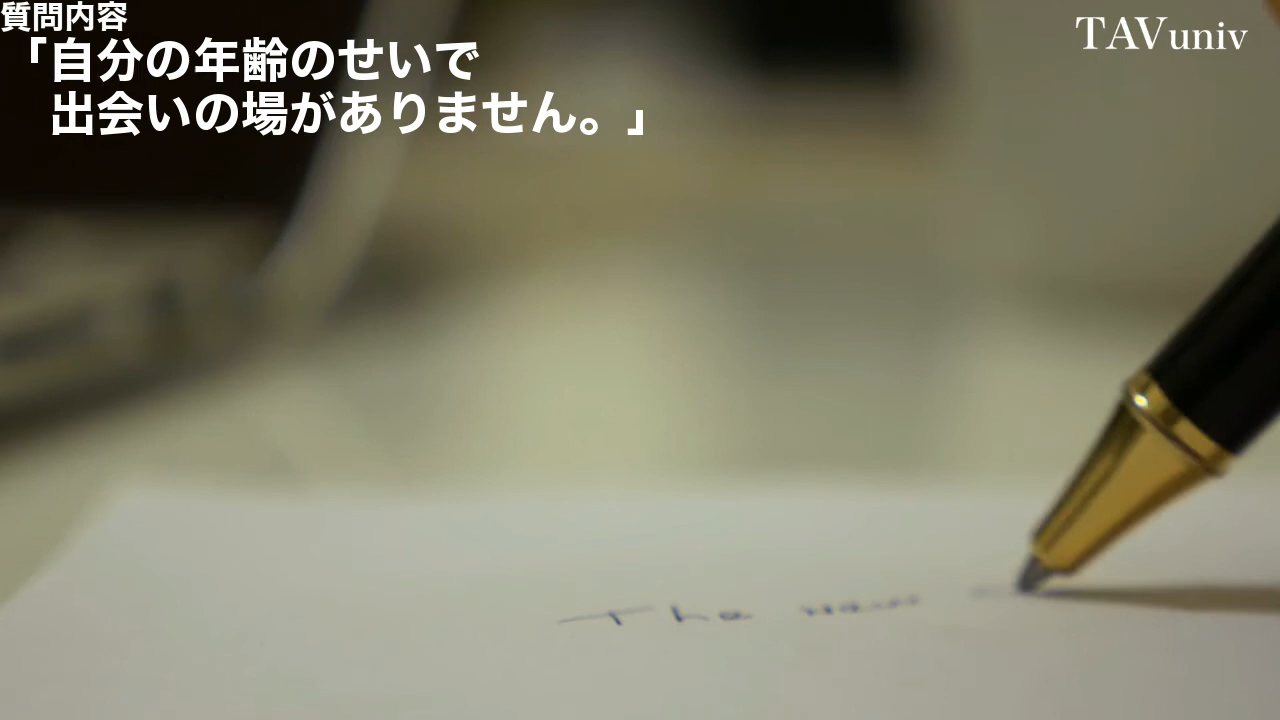 質問内容
「自分の年齢のせいで
出会いの場がありません。」
TAVuniv
The